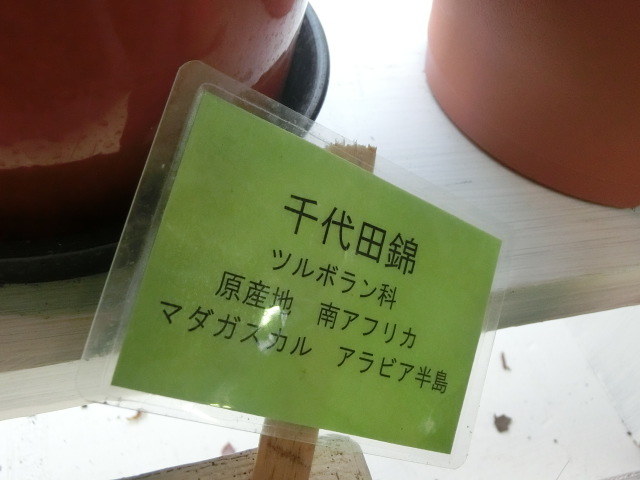 千代田錦
ツルボラン科
原産地 南アフリカ
マダガスカル アラビア半島